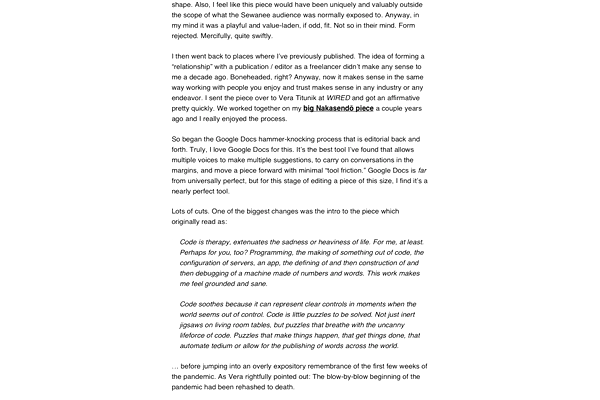 shape. Also, I feel like this piece would have been uniquely and valuably outside
the scope of what the Sewanee audience was normally exposed to. Anyway, in
my mind it was a playful and value-laden, if odd, fit. Not so in their mind. Form
rejected. Mercifully, quite swiftly.
I then went back to places where I've previously published. The idea of forming a
"relationship" with a publication / editor as a freelancer didn't make any sense to
me a decade ago. Boneheaded, right? Anyway, now it makes sense in the same
way working with people you enjoy and trust makes sense in any industry or any
endeavor. I sent the piece over to Vera Titunik at WIRED and got an affirmative
pretty quickly. We worked together on my big Nakasendō piece a couple years
ago and I really enjoyed the process.
So began the Google Docs hammer-knocking process that is editorial back and
forth. Truly, I love Google Docs for this. It's the best tool I've found that allows
multiple voices to make multiple suggestions, to carry on conversations in the
margins, and move a piece forward with minimal "tool friction." Google Docs is far
from universally perfect, but for this stage of editing a piece of this size, I find it's a
nearly perfect tool.
Lots of cuts. One of the biggest changes was the intro to the piece which
originally read as:
Code is therapy, extenuates the sadness or heaviness of life. For me, at least.
Perhaps for you, too? Programming, the making of something out of code, the
configuration of servers, an app, the defining of and then construction of and
then debugging of a machine made of numbers and words. This work makes
me feel grounded and sane.
Code soothes because it can represent clear controls in moments when the
world seems out of control. Code is little puzzles to be solved. Not just inert
jigsaws on living room tables, but puzzles that breathe with the uncanny
lifeforce of code. Puzzles that make things happen, that get things done, that
automate tedium or allow for the publishing of words across the world.
… before jumping into an overly expository remembrance of the first few weeks of
the pandemic. As Vera rightfully pointed out: The blow-by-blow beginning of the
pandemic had been rehashed to death.